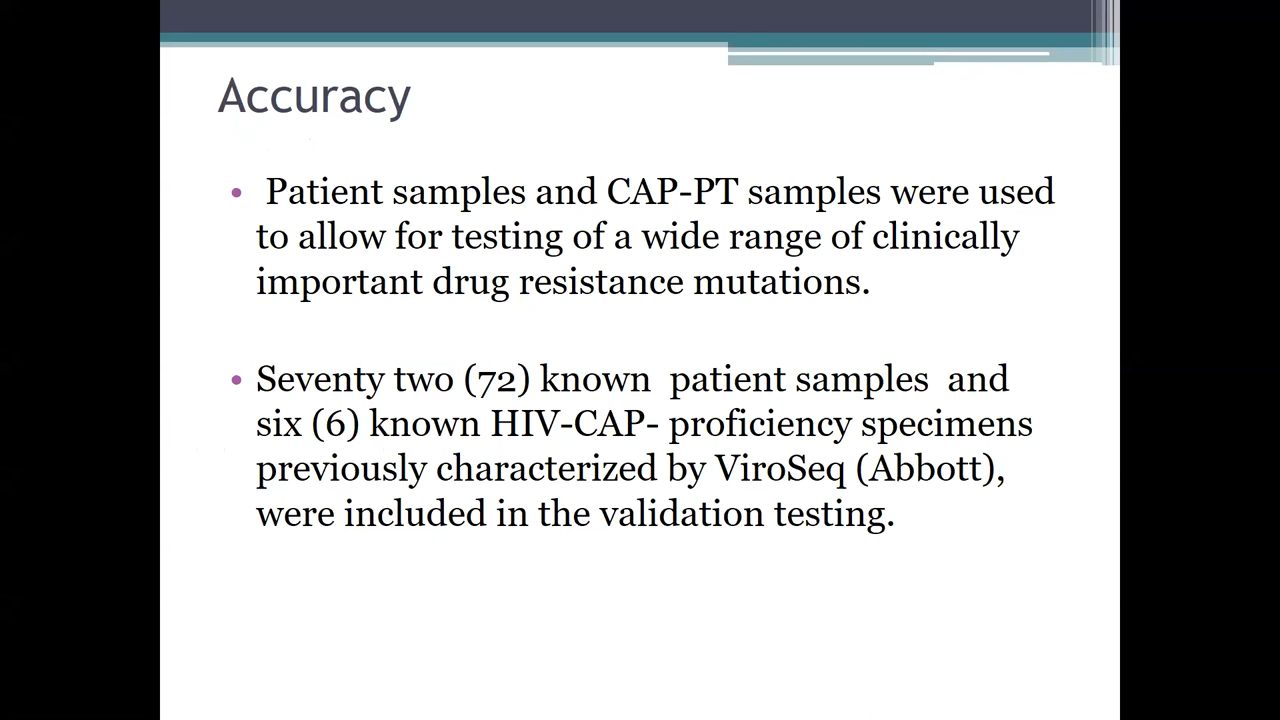 Accuracy
• Patient samples and CAP-PT samples were used
to allow for testing of a wide range of clinically
important drug resistance mutations.
• Seventy two (72) known patient samples and
six (6) known HIV-CAP- proficiency specimens
previously characterized by ViroSeq (Abbott),
were included in the validation testing.